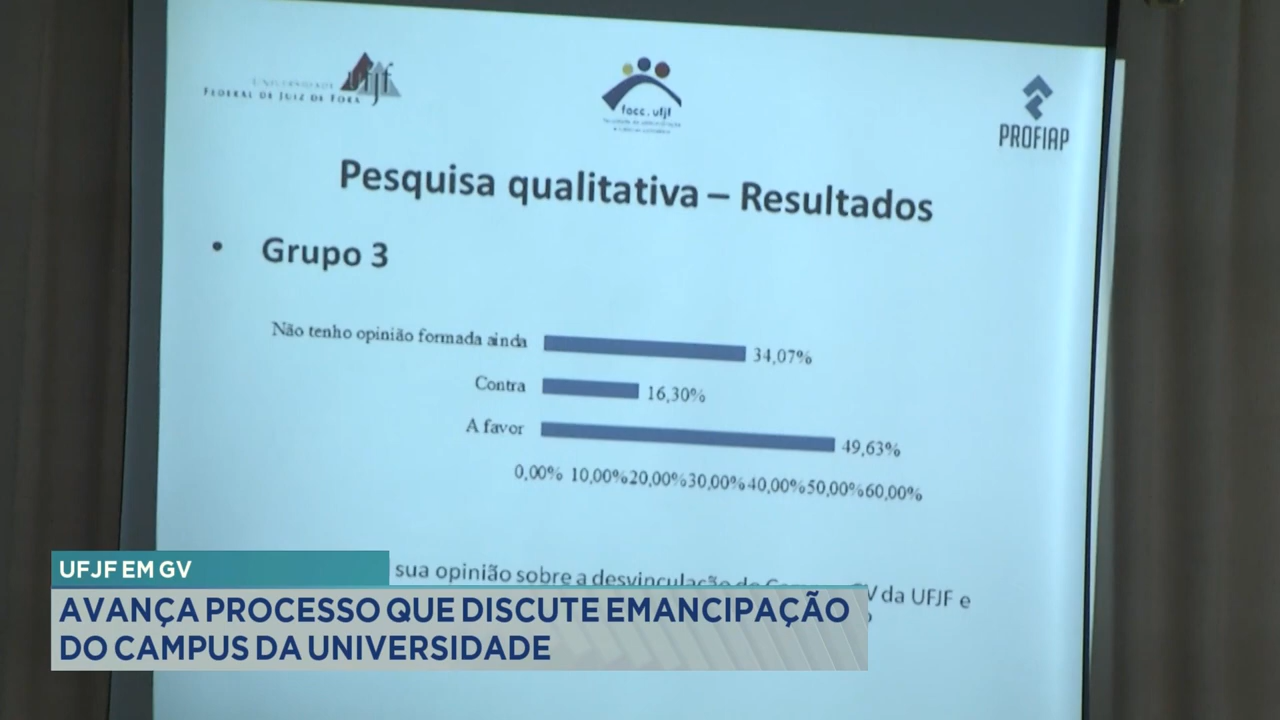 UNIVERSIDADE
FEDERAL DE JUIZ DE FORA
ufjf
facc.ufjf
PROFIAP
Pesquisa qualitativa – Resultados
• Grupo 3
Não tenho opinião formada ainda 34,07%
Contra 16,30%
A favor 49,63%
0,00% 10,00% 20,00% 30,00% 40,00% 50,00% 60,00%
sua opinião sobre a desvinculação do da UFJF e
UFJF EM GV
AVANÇA PROCESSO QUE DISCUTE EMANCIPAÇÃO
DO CAMPUS DA UNIVERSIDADE